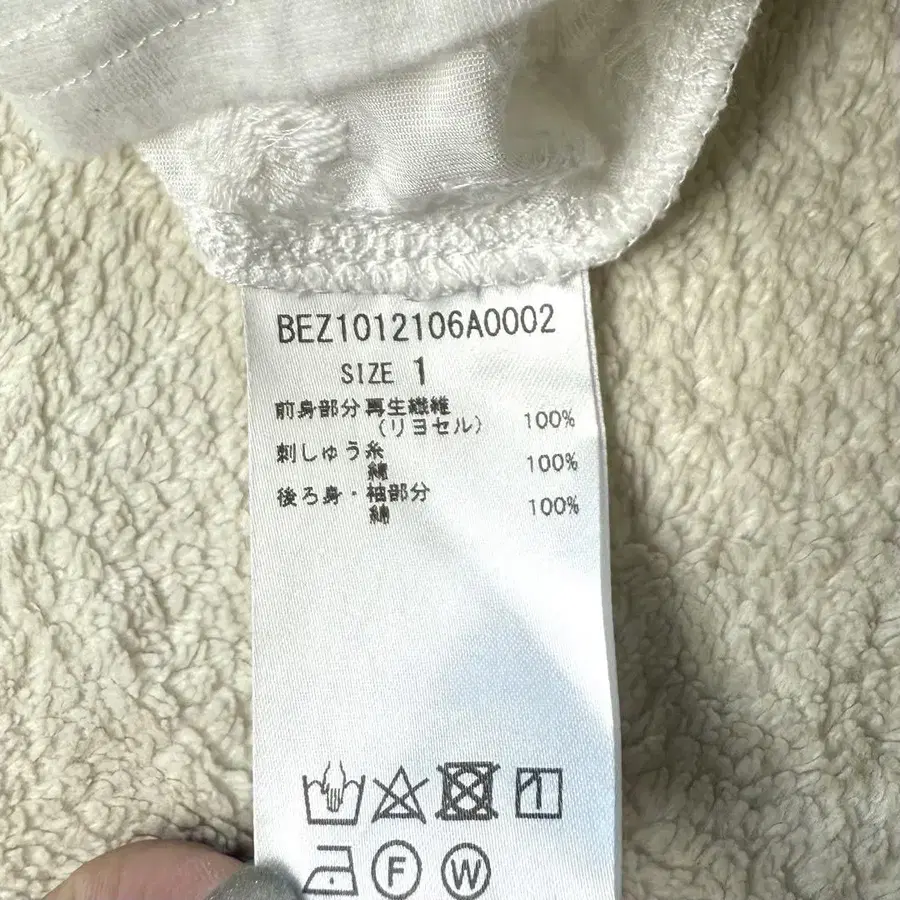 BEZ1012106A0002
SIZE 1
前身部分 再生繊維
(リヨセル) 100%
刺しゅう糸
綿 100%
後ろ身・袖部分
綿 100%
F W